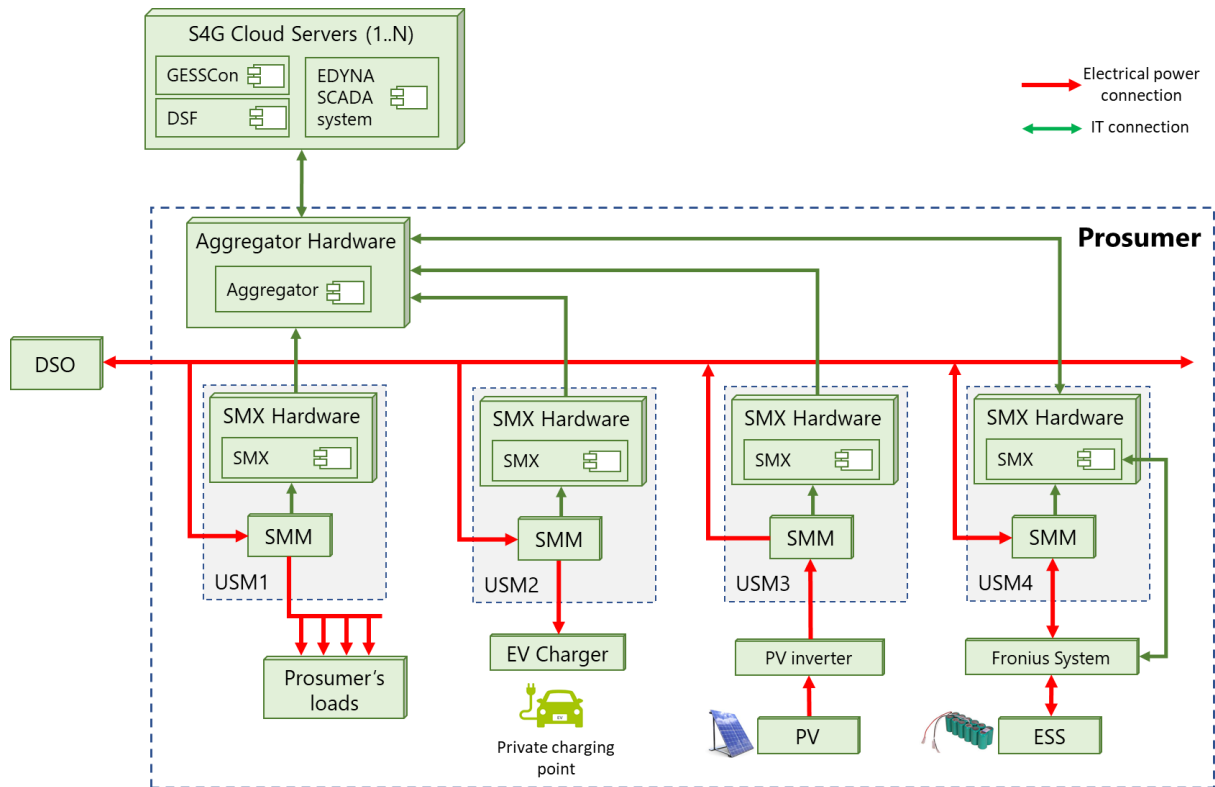 S4G Cloud Servers (1..N)
GESSCon
DSF
EDYNA
SCADA
system
Electrical power
connection
IT connection
Prosumer
Aggregator Hardware
Aggregator
DSO
SMX Hardware
SMX
SMM
USM1
SMX Hardware
SMX
SMM
USM2
SMX Hardware
SMX
SMM
USM3
SMX Hardware
SMX
SMM
USM4
Prosumer's
loads
EV Charger
EV
Private charging
point
PV inverter
PV
Fronius System
ESS